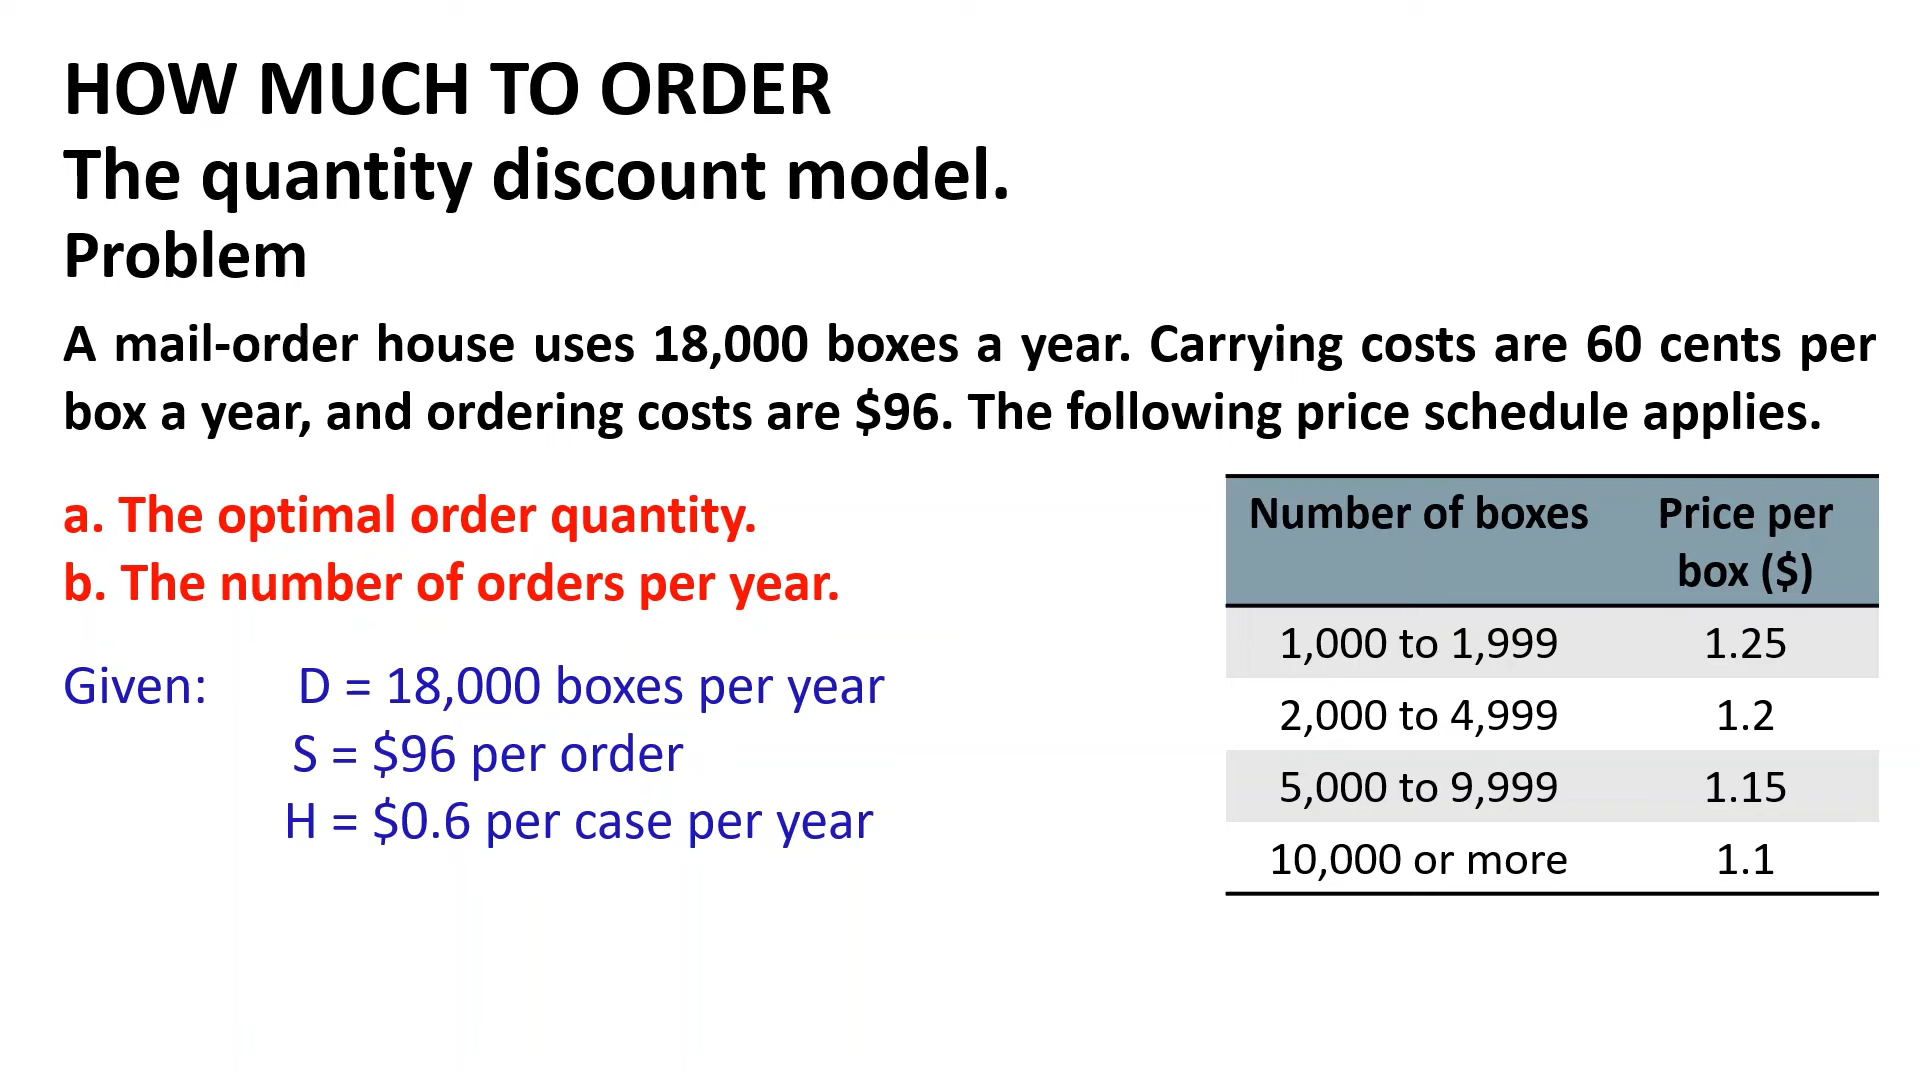 HOW MUCH TO ORDER
The quantity discount model.
Problem
A mail-order house uses 18,000 boxes a year. Carrying costs are 60 cents per
box a year, and ordering costs are $96. The following price schedule applies.
a. The optimal order quantity.
b. The number of orders per year.
Given: D = 18,000 boxes per year
S = $96 per order
H = $0.6 per case per year
Number of boxes Price per
box ($)
1,000 to 1,999 1.25
2,000 to 4,999 1.2
5,000 to 9,999 1.15
10,000 or more 1.1